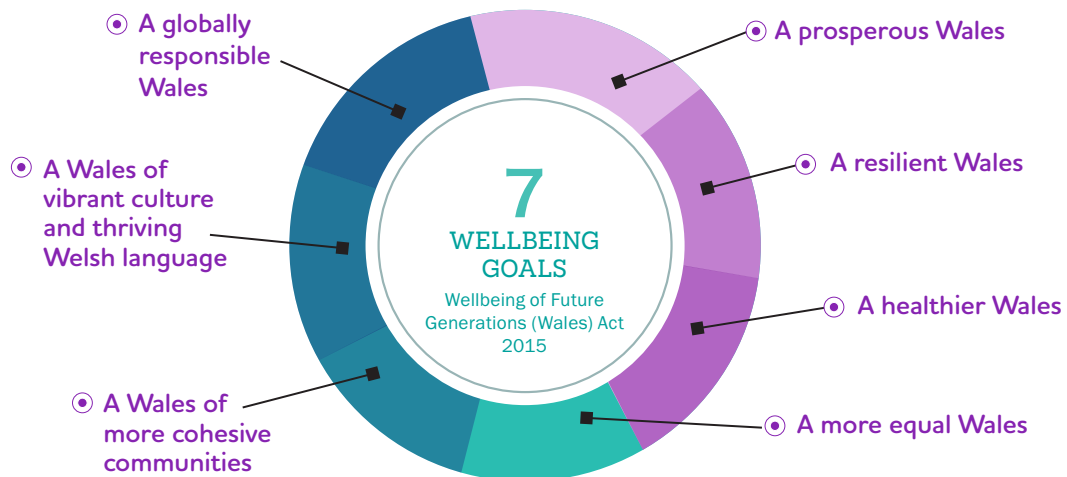 A globally
responsible
Wales
A prosperous Wales
A resilient Wales
A healthier Wales
A more equal Wales
A Wales of
more cohesive
communities
A Wales of
vibrant culture
and thriving
Welsh language
7
WELLBEING
GOALS
Wellbeing of Future
Generations (Wales) Act
2015